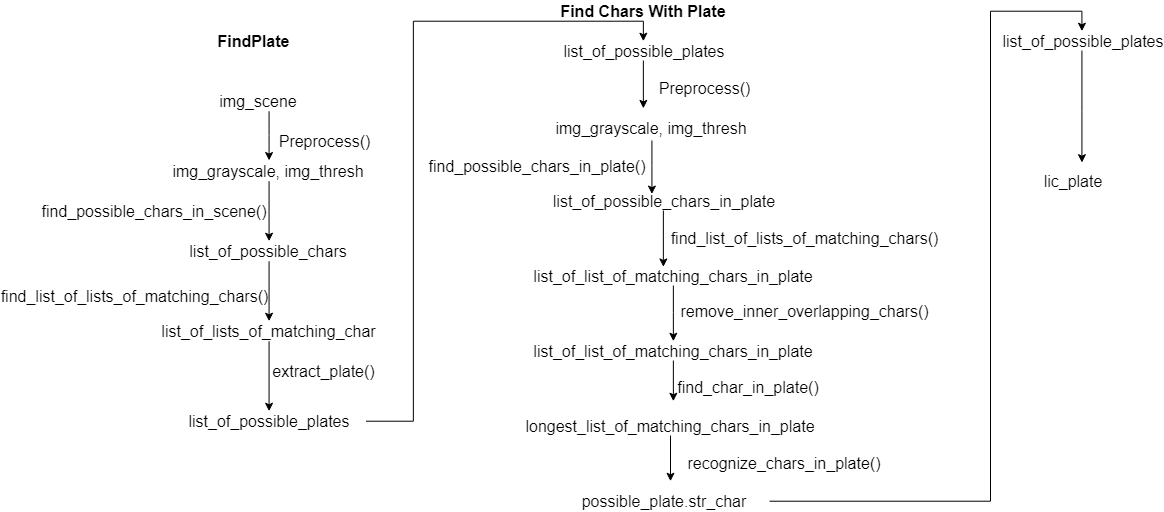 FindPlate
img_scene
Preprocess()
img_grayscale, img_thresh
find_possible_chars_in_scene()
list_of_possible_chars
find_list_of_lists_of_matching_chars()
list_of_lists_of_matching_char
extract_plate()
list_of_possible_plates
Find Chars With Plate
list_of_possible_plates
Preprocess()
img_grayscale, img_thresh
find_possible_chars_in_plate()
list_of_possible_chars_in_plate
find_list_of_lists_of_matching_chars()
list_of_list_of_matching_chars_in_plate
remove_inner_overlapping_chars()
list_of_list_of_matching_chars_in_plate
find_char_in_plate()
longest_list_of_matching_chars_in_plate
recognize_chars_in_plate()
possible_plate.str_char
list_of_possible_plates
lic_plate